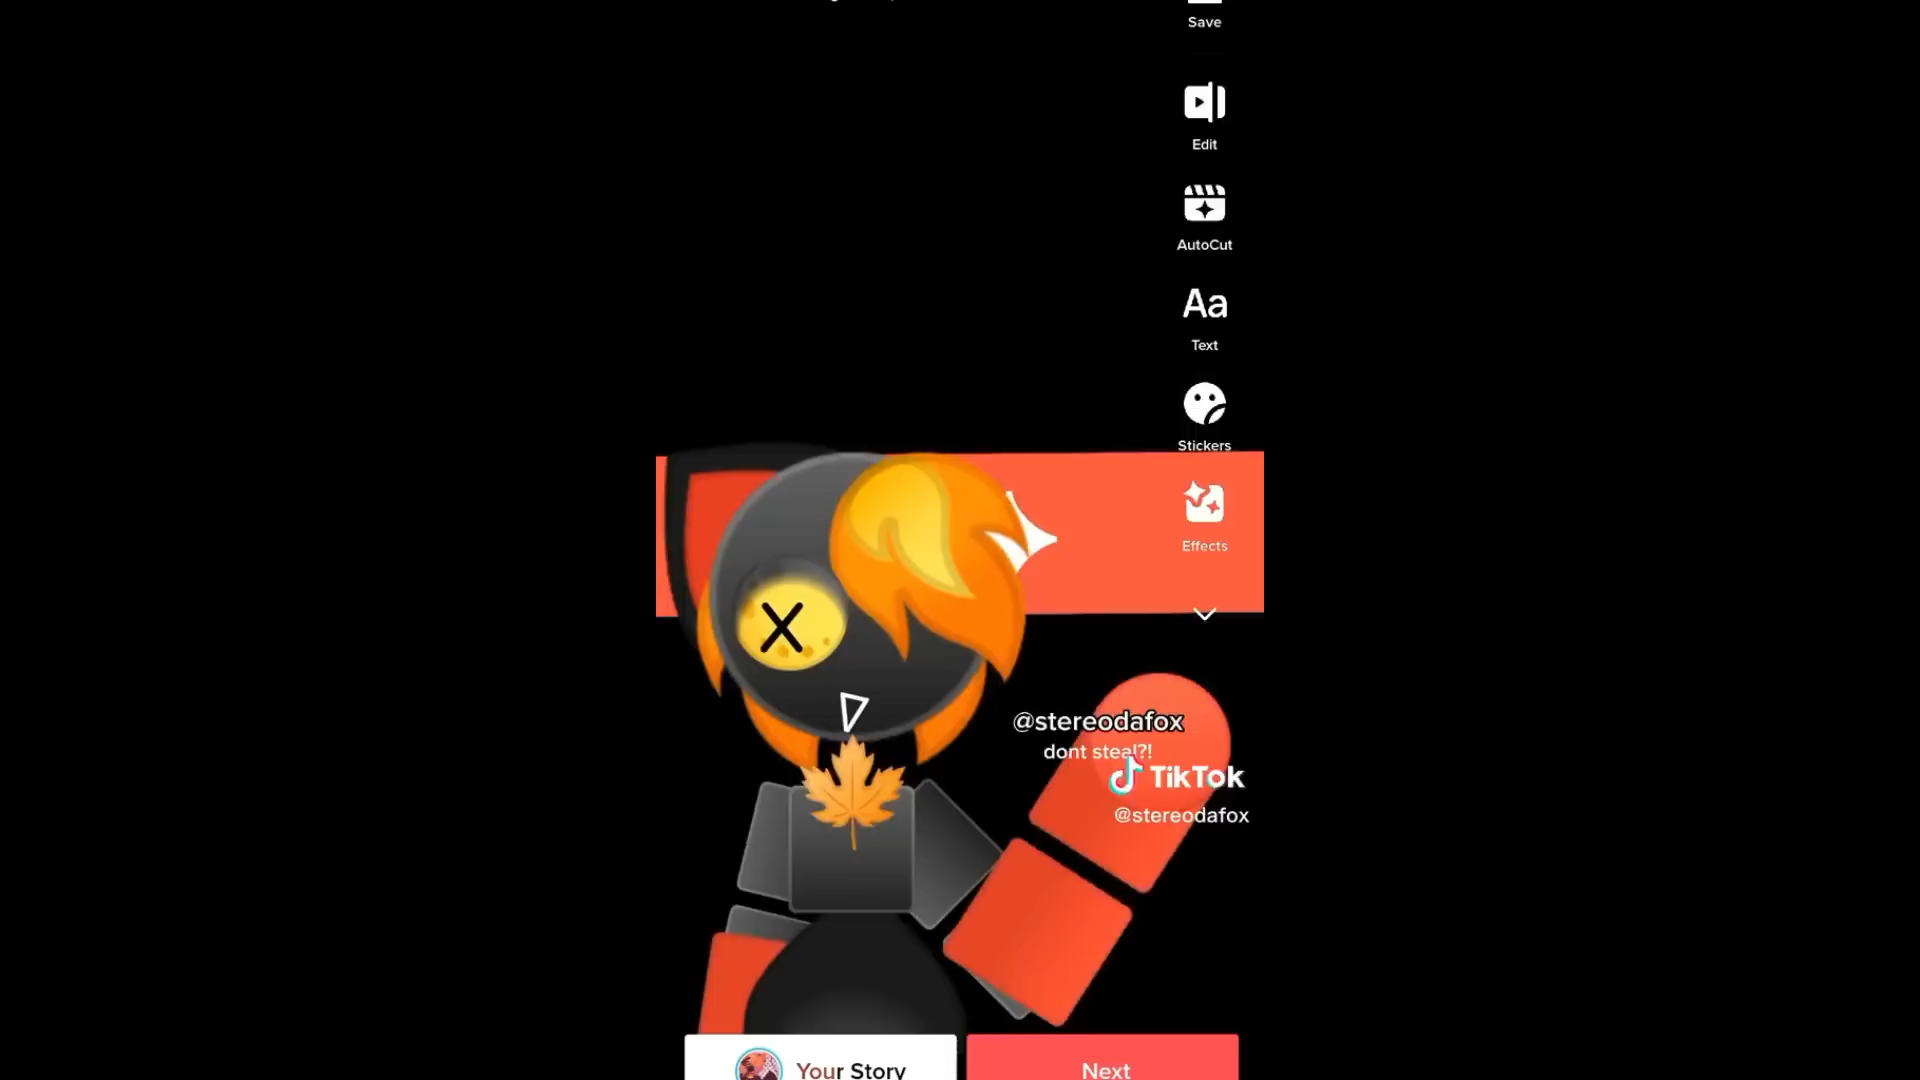 Save
Edit
AutoCut
Aa
Text
Stickers
Effects
X
@stereodafox
dont steal?!
TikTok
@stereodafox
Your Story
Next